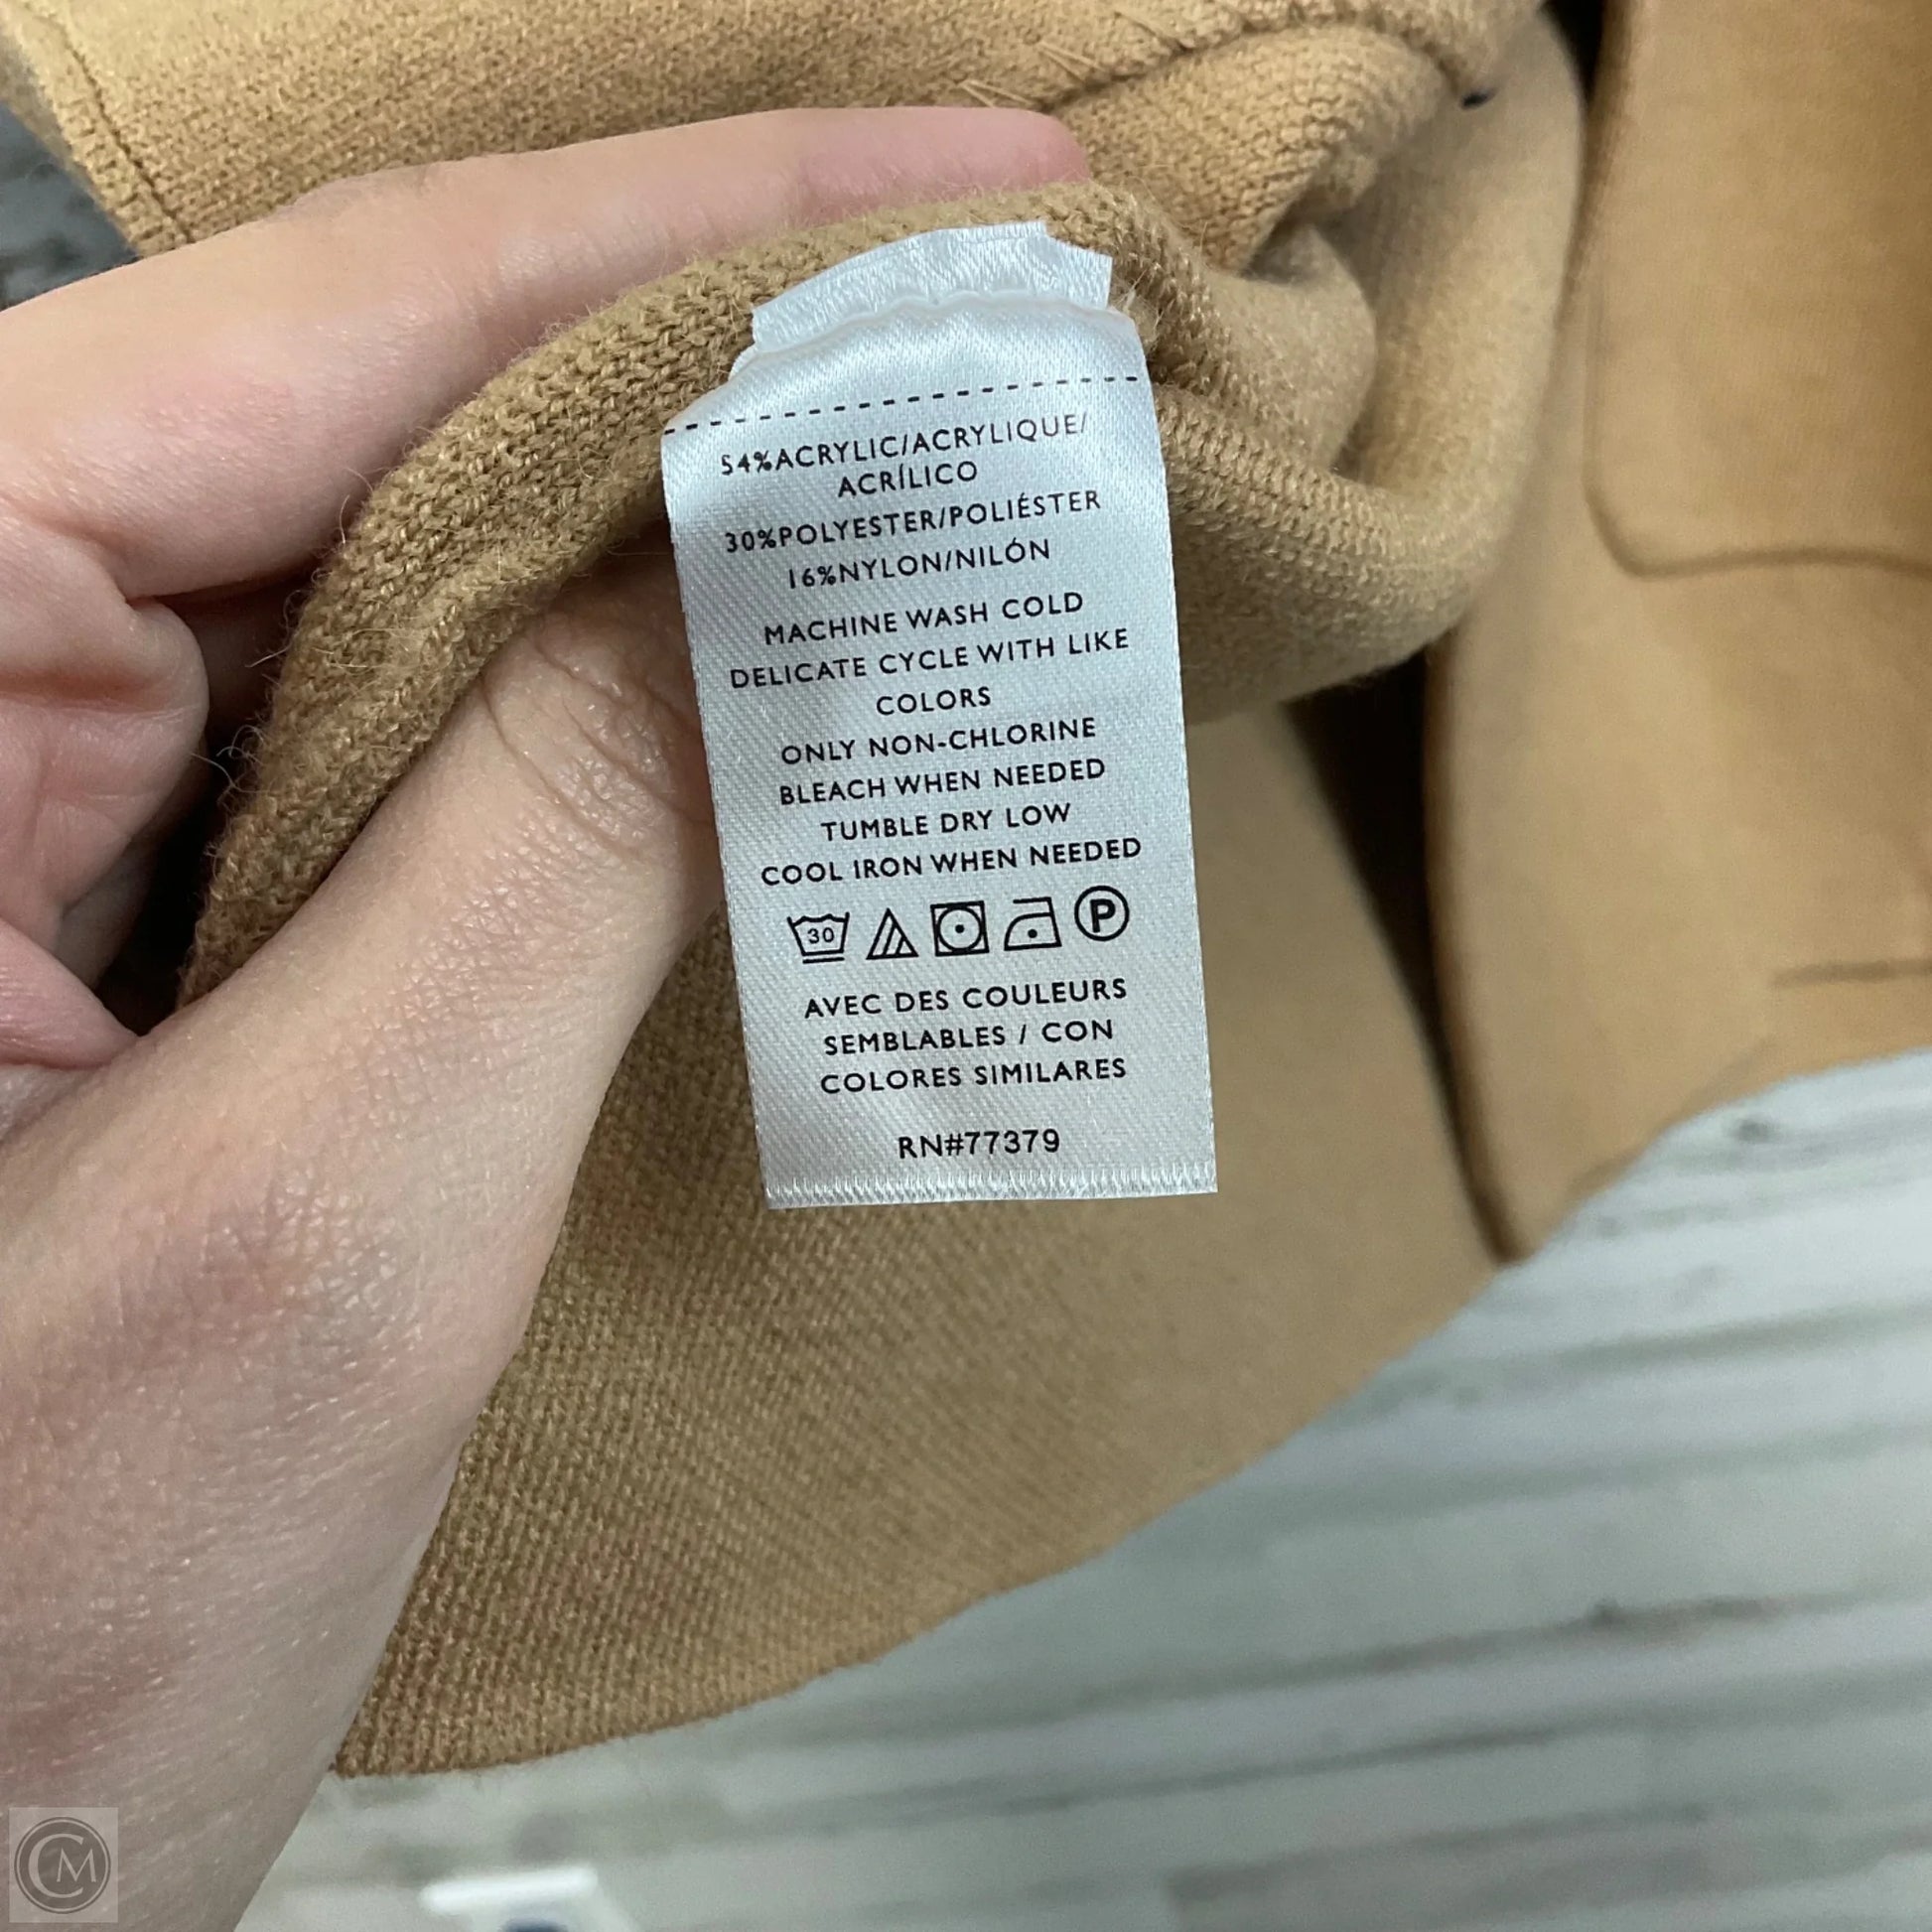 54%ACRYLIC/ACRYLIQUE/
ACRÍLICO
30%POLYESTER/POLIÉSTER
16%NYLON/NILÓN
MACHINE WASH COLD
DELICATE CYCLE WITH LIKE
COLORS
ONLY NON-CHLORINE
BLEACH WHEN NEEDED
TUMBLE DRY LOW
COOL IRON WHEN NEEDED
30 P
AVEC DES COULEURS
SEMBLABLES / CON
COLORES SIMILARES
RN#77379
CM